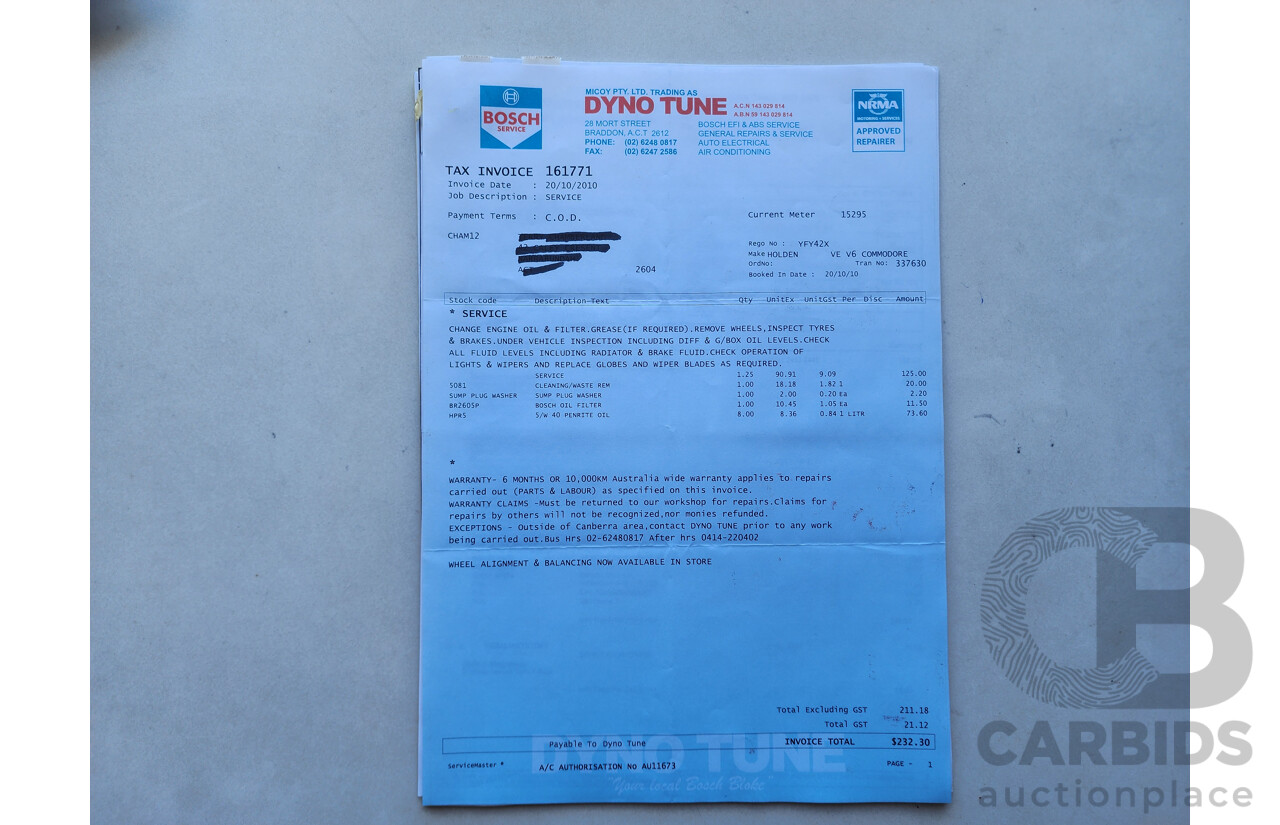 BOSCH
SERVICE
MICOY PTY. LTD. TRADING AS
DYNO TUNE A.C.N 143 029 814
A.B.N 59 143 029 814
28 MORT STREET
BRADDON, A.C.T 2612
PHONE: (02) 6248 0817
FAX: (02) 6247 2586
BOSCH EFI & ABS SERVICE
GENERAL REPAIRS & SERVICE
AUTO ELECTRICAL
AIR CONDITIONING
NRMA
MOTORING & SERVICES
APPROVED
REPAIRER
TAX INVOICE 161771
Invoice Date : 20/10/2010
Job Description : SERVICE
Payment Terms : C.O.D.
Current Meter 15295
CHAM12
2604
Rego No : YFY42X
Make HOLDEN VE V6 COMMODORE
OrdNo: Tran No: 337630
Booked In Date : 20/10/10
Stock code Description-Text Qty UnitEx UnitGst Per Disc Amount
* SERVICE
CHANGE ENGINE OIL & FILTER.GREASE(IF REQUIRED).REMOVE WHEELS,INSPECT TYRES
& BRAKES.UNDER VEHICLE INSPECTION INCLUDING DIFF & G/BOX OIL LEVELS.CHECK
ALL FLUID LEVELS INCLUDING RADIATOR & BRAKE FLUID.CHECK OPERATION OF
LIGHTS & WIPERS AND REPLACE GLOBES AND WIPER BLADES AS REQUIRED.
SERVICE 1.25 90.91 9.09 125.00
5081 CLEANING/WASTE REM 1.00 18.18 1.82 1 20.00
SUMP PLUG WASHER SUMP PLUG WASHER 1.00 2.00 0.20 Ea 2.20
BR2605P BOSCH OIL FILTER 1.00 10.45 1.05 Ea 11.50
HPR5 5/W 40 PENRITE OIL 8.00 8.36 0.84 1 LITR 73.60
*
WARRANTY- 6 MONTHS OR 10,000KM Australia wide warranty applies to repairs
carried out (PARTS & LABOUR) as specified on this invoice.
WARRANTY CLAIMS -Must be returned to our workshop for repairs.Claims for
repairs by others will not be recognized,nor monies refunded.
EXCEPTIONS - Outside of Canberra area,contact DYNO TUNE prior to any work
being carried out.Bus Hrs 02-62480817 After hrs 0414-220402
WHEEL ALIGNMENT & BALANCING NOW AVAILABLE IN STORE
Total Excluding GST 211.18
Total GST 21.12
Payable To Dyno Tune INVOICE TOTAL $232.30
ServiceMaster * A/C AUTHORISATION No AU11673 PAGE - 1
DYNO TUNE
"Your local Bosch Bloke"
CB
CARBIDS
auctionplace